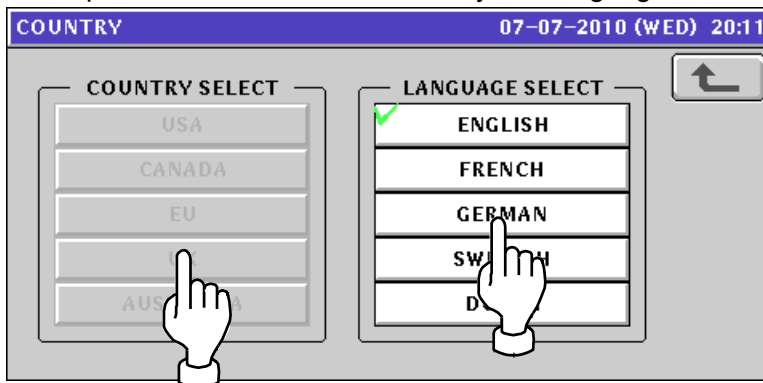 COUNTRY 07-07-2010 (WED) 20:11
COUNTRY SELECT
USA
CANADA
EU
LANGUAGE SELECT
ENGLISH
FRENCH
GERMAN